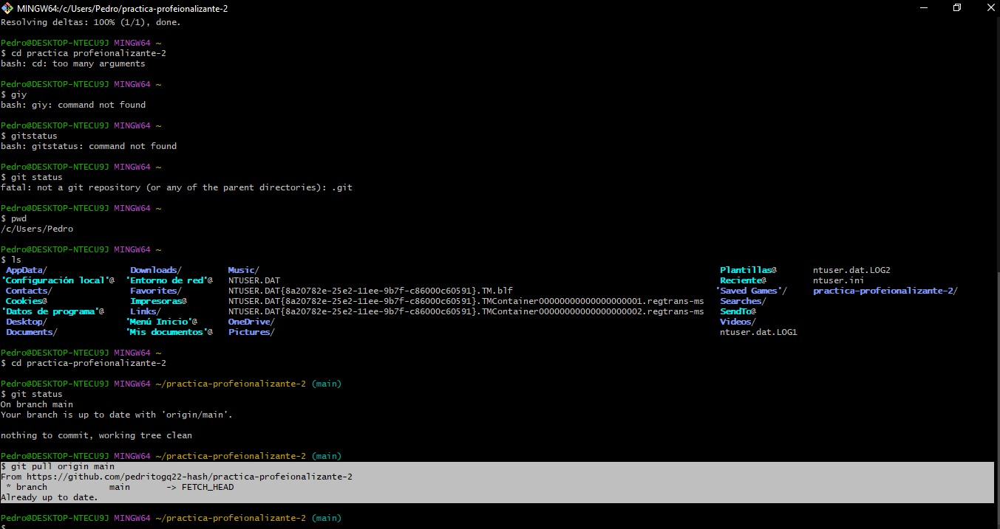 MINGW64:/c/Users/Pedro/practica-profeionalizante-2
Resolving deltas: 100% (1/1), done.
Pedro@DESKTOP-NTECU9J MINGW64 ~
$ cd practica profeionalizante-2
bash: cd: too many arguments
Pedro@DESKTOP-NTECU9J MINGW64 ~
$ giy
bash: giy: command not found
Pedro@DESKTOP-NTECU9J MINGW64 ~
$ gitstatus
bash: gitstatus: command not found
Pedro@DESKTOP-NTECU9J MINGW64 ~
$ git status
fatal: not a git repository (or any of the parent directories): .git
Pedro@DESKTOP-NTECU9J MINGW64 ~
$ pwd
/c/Users/Pedro
Pedro@DESKTOP-NTECU9J MINGW64 ~
$ ls
AppData/ Downloads/ Music/ Plantillas@ ntuser.dat.LOG2
'Configuración local'@ 'Entorno de red'@ NTUSER.DAT Reciente@ ntuser.ini
Contacts/ Favorites/ NTUSER.DAT{8a20782e-25e2-11ee-9b7f-c86000c60591}.TM.blf 'Saved Games'/ practica-profeionalizante-2/
Cookies@ Impresoras@ NTUSER.DAT{8a20782e-25e2-11ee-9b7f-c86000c60591}.TMContainer00000000000000000001.regtrans-ms Searches/
'Datos de programa'@ Links/ NTUSER.DAT{8a20782e-25e2-11ee-9b7f-c86000c60591}.TMContainer00000000000000000002.regtrans-ms SendTo@
Desktop/ 'Menú Inicio'@ OneDrive/ Videos/
Documents/ 'Mis documentos'@ Pictures/ ntuser.dat.LOG1
Pedro@DESKTOP-NTECU9J MINGW64 ~
$ cd practica-profeionalizante-2
Pedro@DESKTOP-NTECU9J MINGW64 ~/practica-profeionalizante-2 (main)
$ git status
On branch main
Your branch is up to date with 'origin/main'.
nothing to commit, working tree clean
Pedro@DESKTOP-NTECU9J MINGW64 ~/practica-profeionalizante-2 (main)
$ git pull origin main
From https://github.com/pedritogq22-hash/practica-profeionalizante-2
* branch main -> FETCH_HEAD
Already up to date.
Pedro@DESKTOP-NTECU9J MINGW64 ~/practica-profeionalizante-2 (main)
$